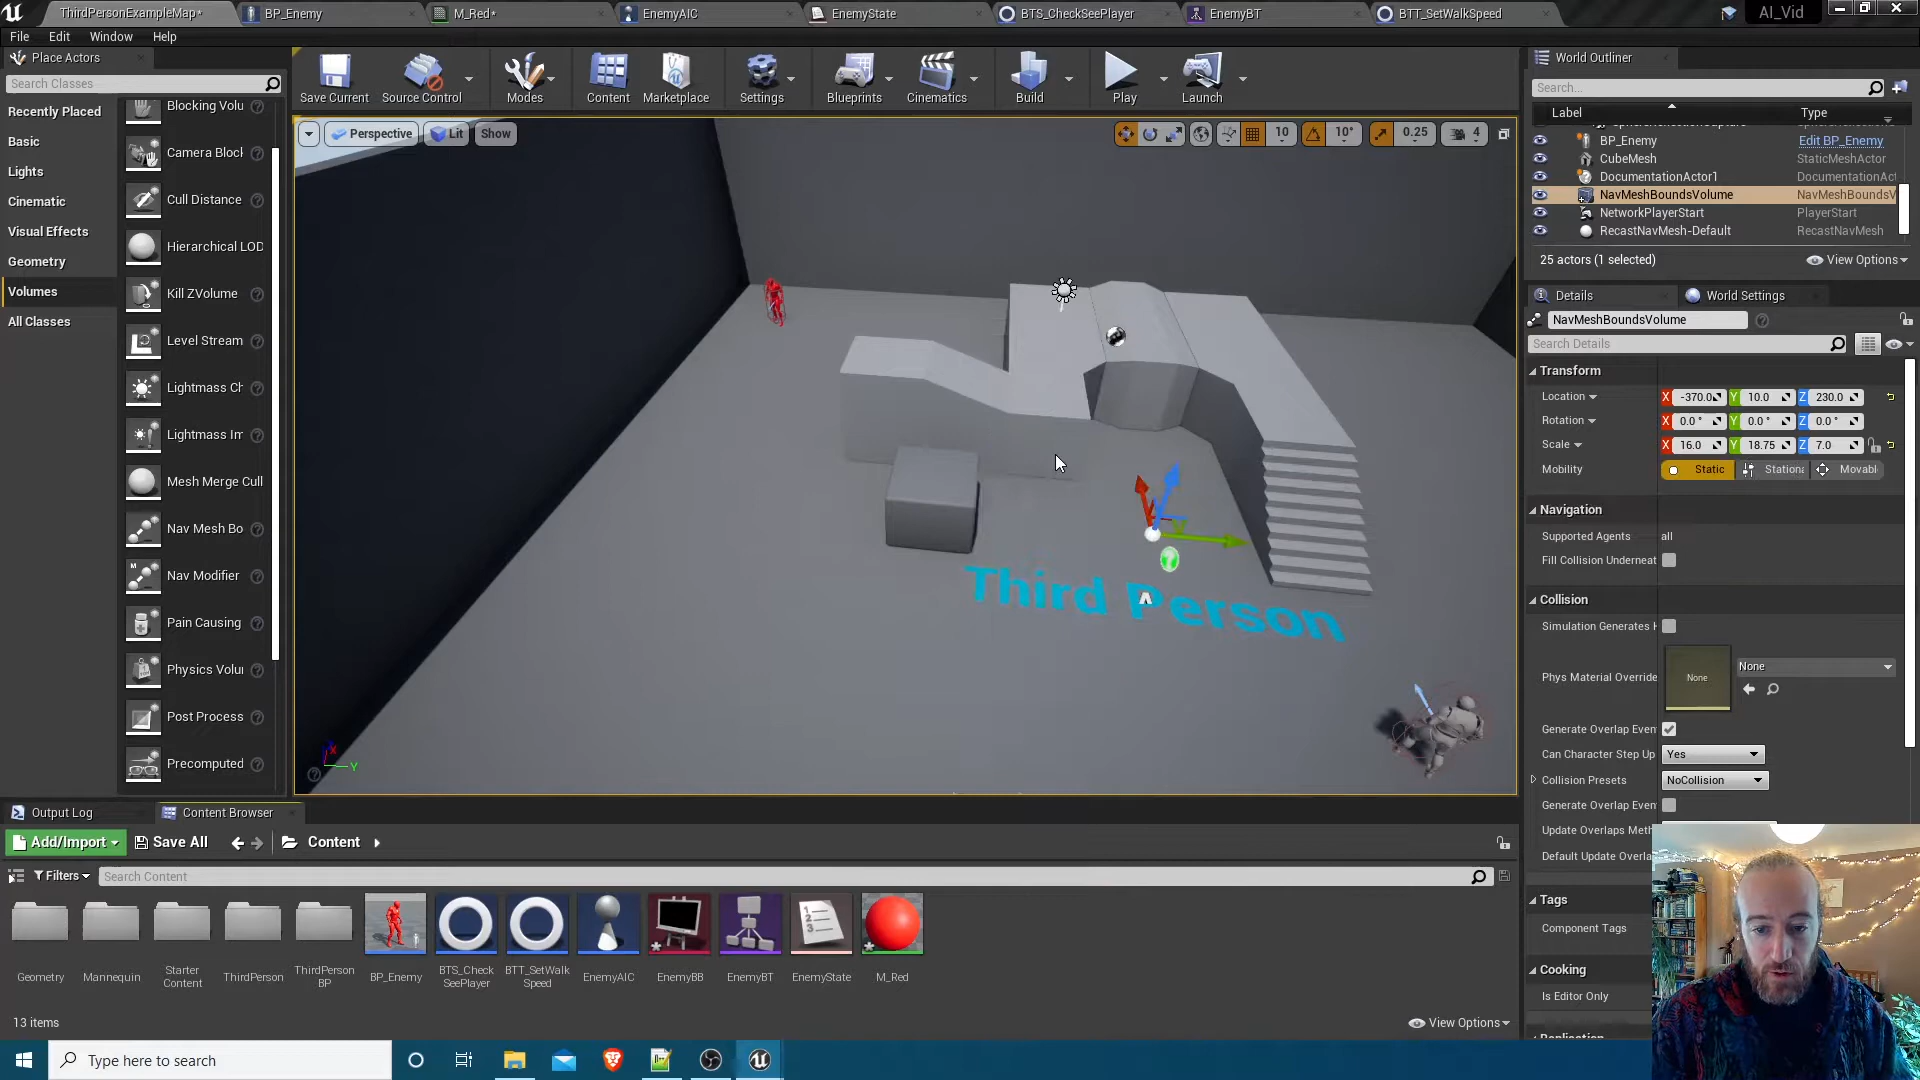 ThirdPersonExampleMap*
BP_Enemy
M_Red*
EnemyAIC
EnemyState
BTS_CheckSeePlayer
EnemyBT
BTT_SetWalkSpeed
AI_Vid
File Edit Window Help
Place Actors
Search Classes
Recently Placed
Basic
Lights
Cinematic
Visual Effects
Geometry
Volumes
All Classes
Blocking Volu
Camera Block
Cull Distance
Hierarchical LOD
Kill ZVolume
Level Stream
Lightmass Ch
Lightmass Im
Mesh Merge Cull
Nav Mesh Bo
Nav Modifier
Pain Causing
Physics Volu
Post Process
Precomputed
Save Current
Source Control
Modes
Content
Marketplace
Settings
Blueprints
Cinematics
Build
Play
Launch
Perspective
Lit
Show
10
10°
0.25
4
Third Person
X
Y
World Outliner
Search...
Label Type
BP_Enemy Edit BP_Enemy
CubeMesh StaticMeshActor
DocumentationActor1 DocumentationAct
NavMeshBoundsVolume NavMeshBoundsV
NetworkPlayerStart PlayerStart
RecastNavMesh-Default RecastNavMesh
25 actors (1 selected)
View Options
Details
World Settings
NavMeshBoundsVolume
Search Details
Transform
Location X -370.0 Y 10.0 Z 230.0
Rotation X 0.0 ° Y 0.0 ° Z 0.0 °
Scale X 16.0 Y 18.75 Z 7.0
Mobility Static Stationa Movabl
Navigation
Supported Agents all
Fill Collision Underneat
Collision
Simulation Generates H
Phys Material Override
None
None
Generate Overlap Even
Can Character Step Up Yes
Collision Presets NoCollision
Generate Overlap Even
Update Overlaps Meth
Default Update Overla
Tags
Component Tags
Cooking
Is Editor Only
Output Log
Content Browser
Add/Import
Save All
Content
Filters
Search Content
Geometry
Mannequin
Starter
Content
ThirdPerson
ThirdPerson
BP
BP_Enemy
BTS_Check
SeePlayer
BTT_SetWalk
Speed
EnemyAIC
EnemyBB
EnemyBT
EnemyState
M_Red
13 items
View Options
Type here to search